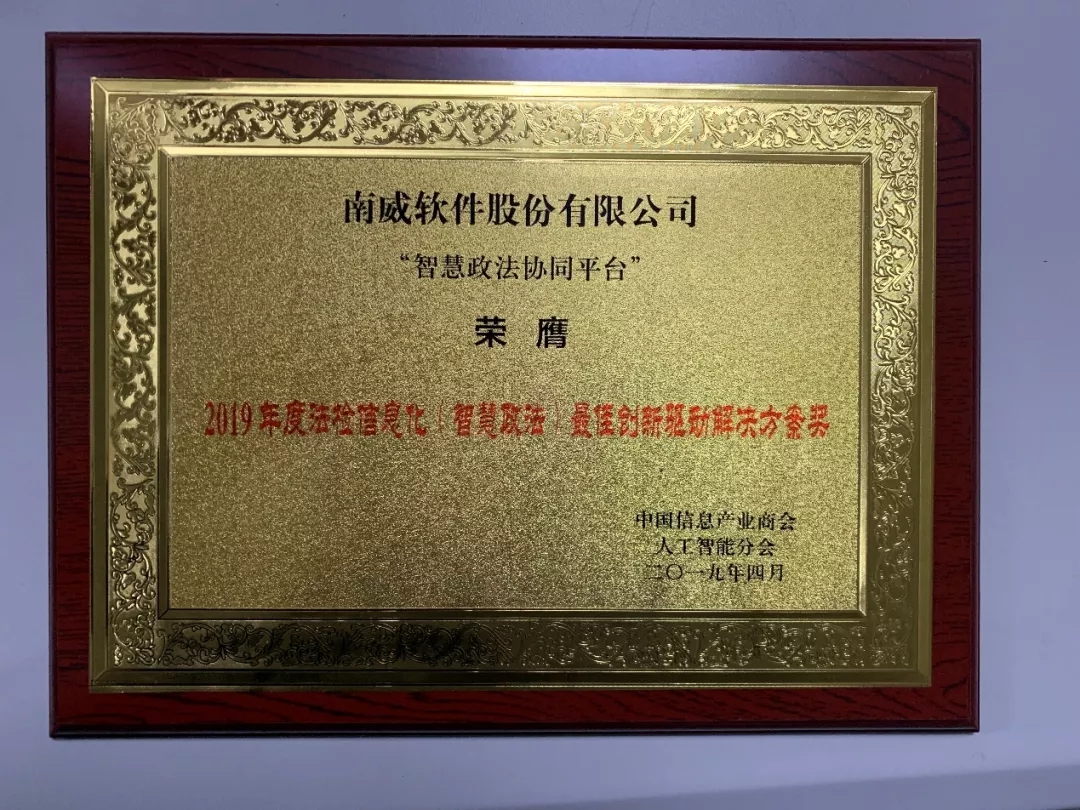 南威软件股份有限公司
“智慧政法协同平台”
荣 膺
2019年度法检信息化（智慧政法）最佳创新驱动解决方案奖
中国信息产业商会
人工智能分会
二〇一九年四月